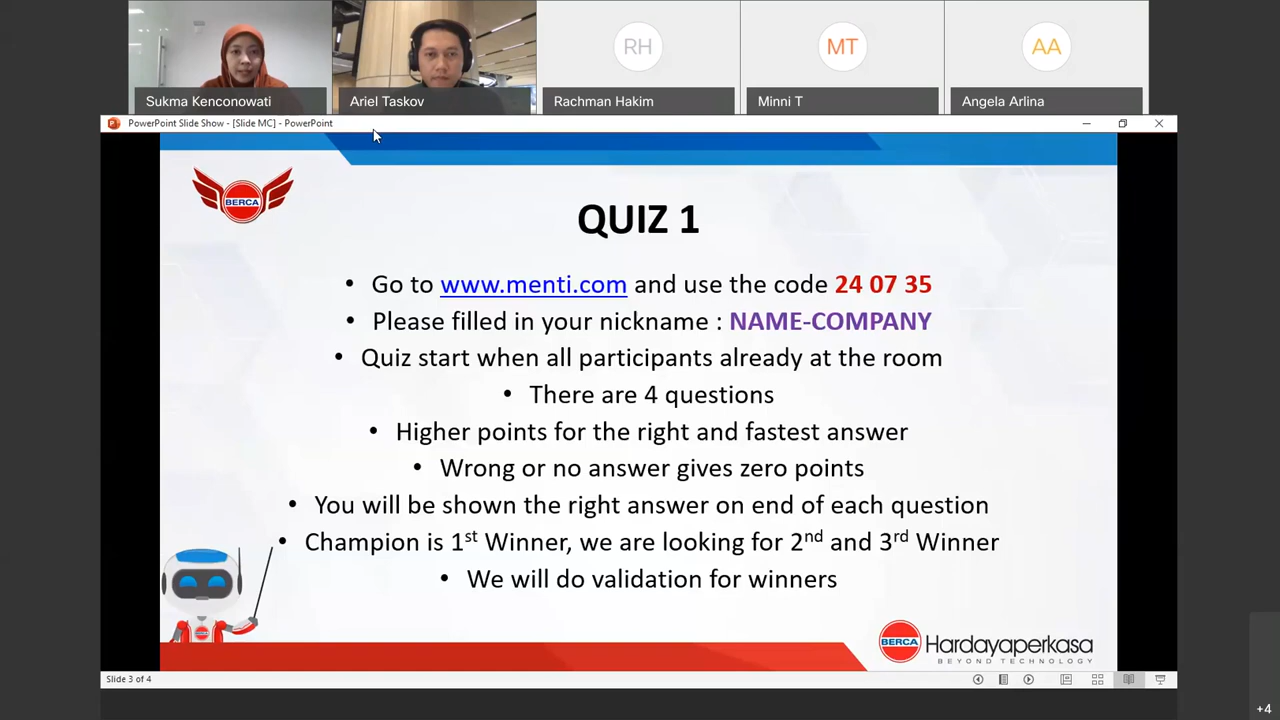 RH
MT
AA
Sukma Kenconowati
Ariel Taskov
Rachman Hakim
Minni T
Angela Arlina
PowerPoint Slide Show - [Slide MC] - PowerPoint
BERCA
QUIZ 1
• Go to www.menti.com and use the code 24 07 35
• Please filled in your nickname : NAME-COMPANY
• Quiz start when all participants already at the room
• There are 4 questions
• Higher points for the right and fastest answer
• Wrong or no answer gives zero points
• You will be shown the right answer on end of each question
• Champion is 1st Winner, we are looking for 2nd and 3rd Winner
• We will do validation for winners
BERCA
BERCA Hardayaperkasa
BEYOND TECHNOLOGY
Slide 3 of 4
+4